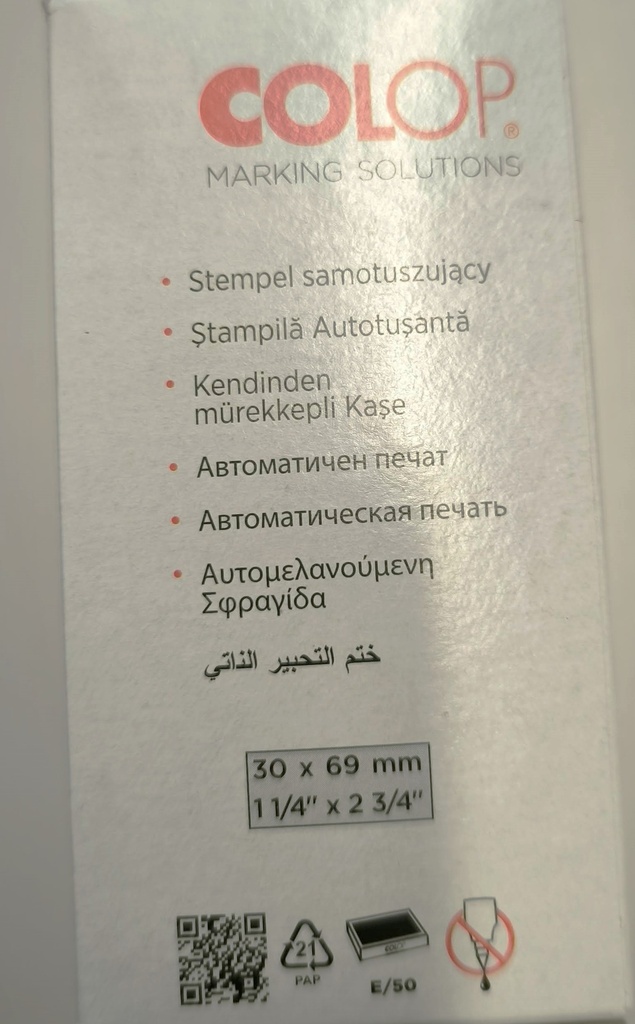 COLOP®
MARKING SOLUTIONS
• Stempel samotuszujący
• Ştampilă Autotuşantă
• Kendinden
mürekkepli Kaşe
• Автоматичен печат
• Автоматическая печать
• Αυτομελανούμενη
Σφραγίδα
ختم التحبير الذاتي
30 x 69 mm
1 1/4" x 2 3/4"
21
PAP
E/50